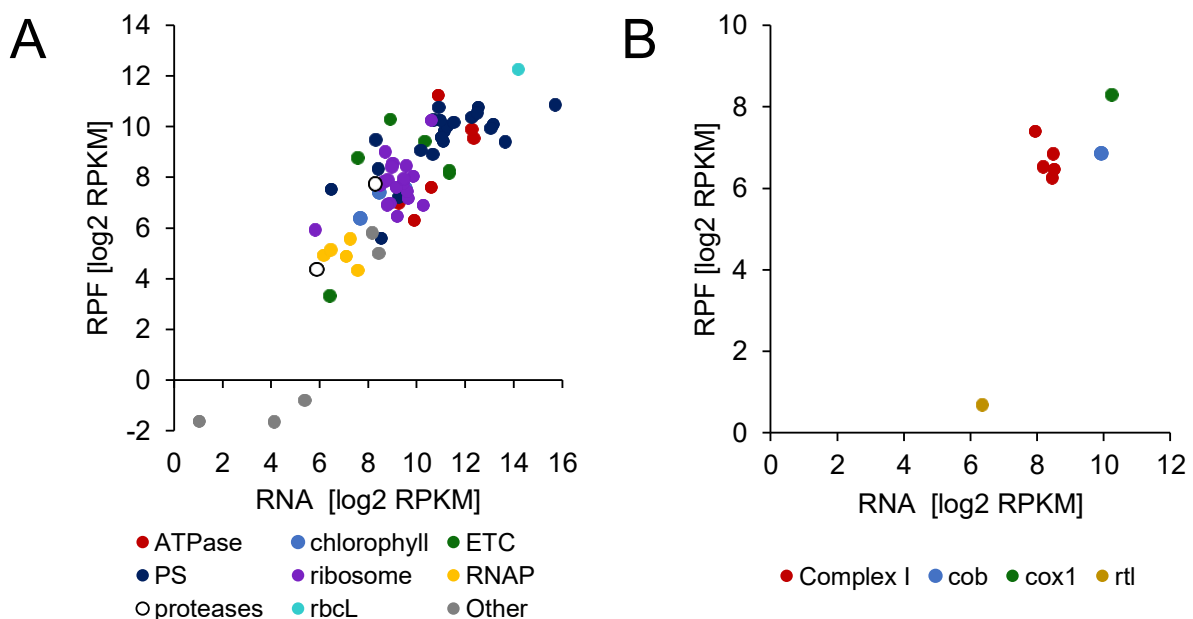 A
14
12
10
8
6
4
2
0
-2
RPF [log2 RPKM]
0 2 4 6 8 10 12 14 16
RNA [log2 RPKM]
ATPase chlorophyll ETC
PS ribosome RNAP
proteases rbcL Other
B
10
8
6
4
2
0
RPF [log2 RPKM]
0 2 4 6 8 10 12
RNA [log2 RPKM]
Complex I cob cox1 rtl